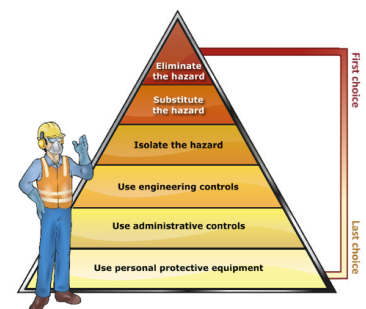 Eliminate
the hazard
Substitute
the hazard
Isolate the hazard
Use engineering controls
Use administrative controls
Use personal protective equipment
First choice
Last choice